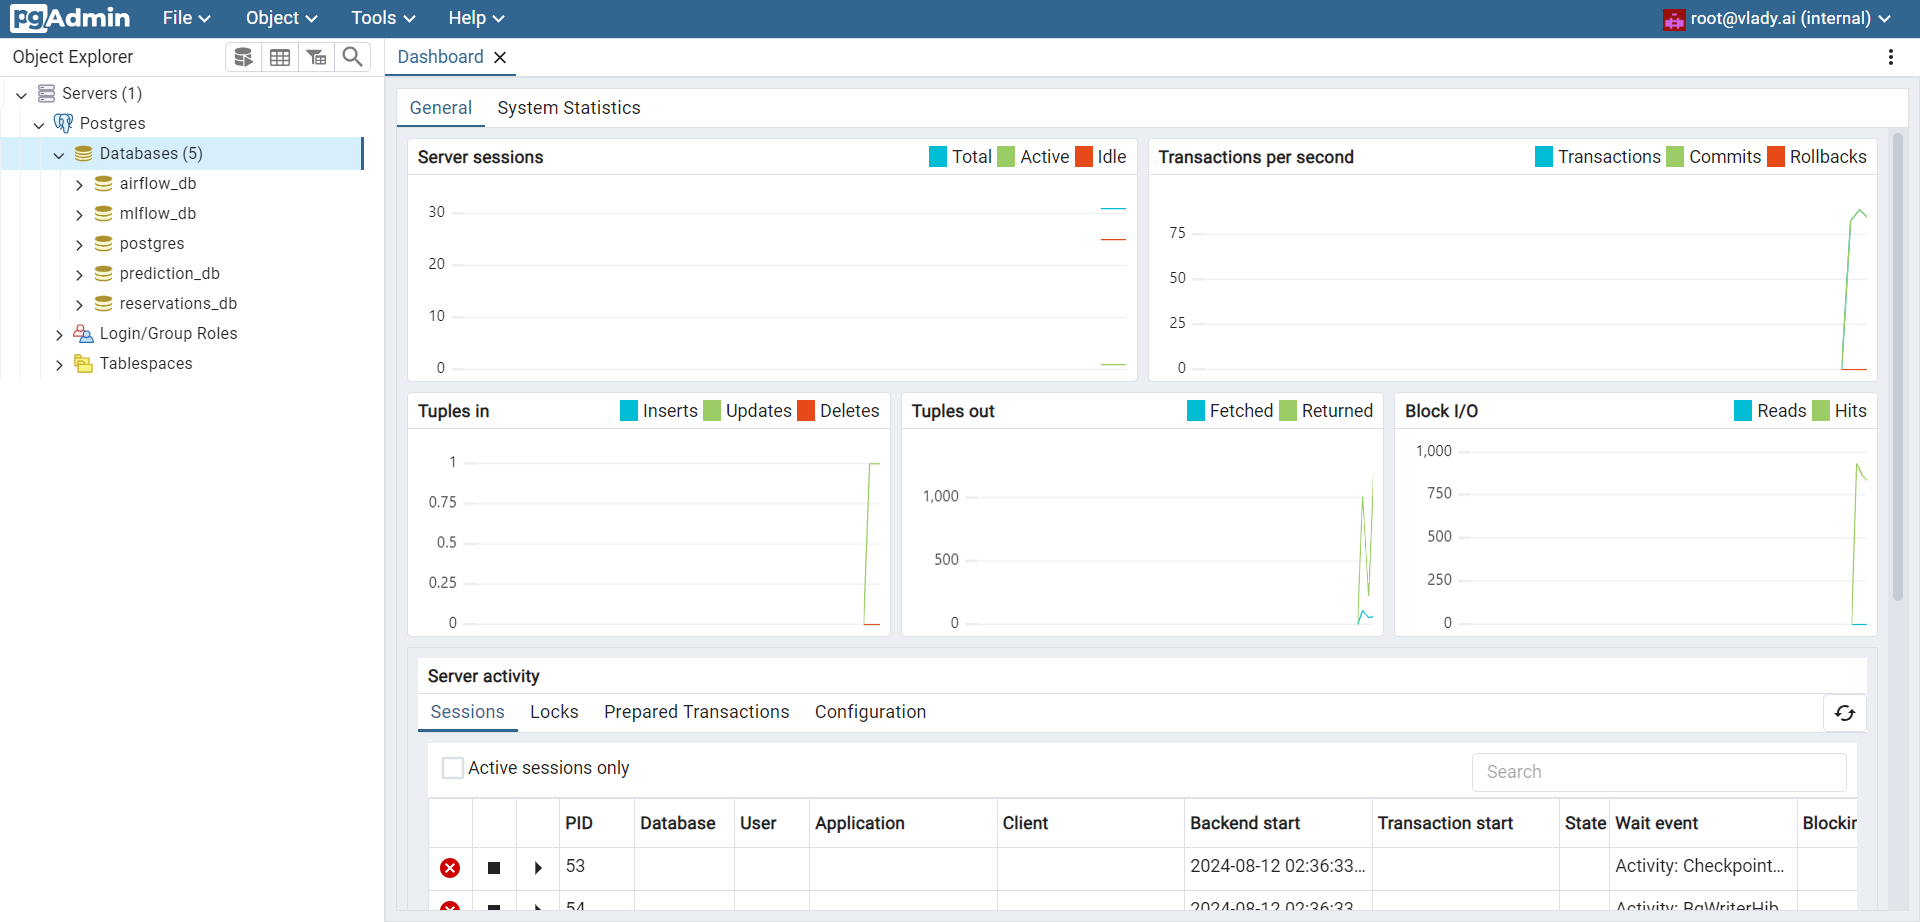 pgAdmin File Object Tools Help root@vlady.ai (internal)
Object Explorer
Servers (1)
Postgres
Databases (5)
airflow_db
mlflow_db
postgres
prediction_db
reservations_db
Login/Group Roles
Tablespaces
Dashboard
General System Statistics
Server sessions Total Active Idle
30
20
10
0
Transactions per second Transactions Commits Rollbacks
75
50
25
0
Tuples in Inserts Updates Deletes
1
0.75
0.5
0.25
0
Tuples out Fetched Returned
1,000
500
0
Block I/O Reads Hits
1,000
750
500
250
0
Server activity
Sessions Locks Prepared Transactions Configuration
Active sessions only Search
PID Database User Application Client Backend start Transaction start State Wait event Blockin
53 2024-08-12 02:36:33... Activity: Checkpoint...
54 2024-08-12 02:36:33 Activity: BgWriterHib